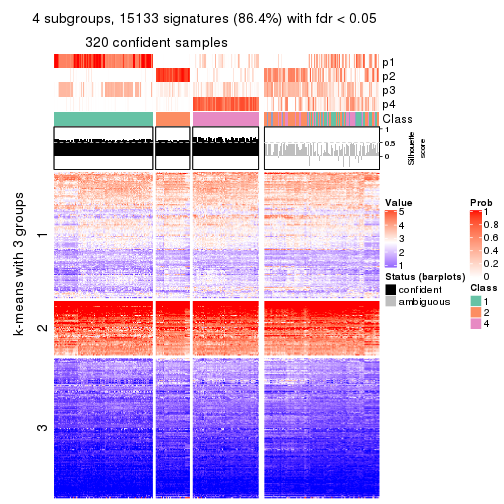 4 subgroups, 15133 signatures (86.4%) with fdr < 0.05
320 confident samples
p1
p2
p3
p4
Class
1
0.5
0
Silhouette
score
k-means with 3 groups
1
2
3
Value
5
4
3
2
1
Status (barplots)
confident
ambiguous
Prob
1
0.8
0.6
0.4
0.2
0
Class
1
2
4